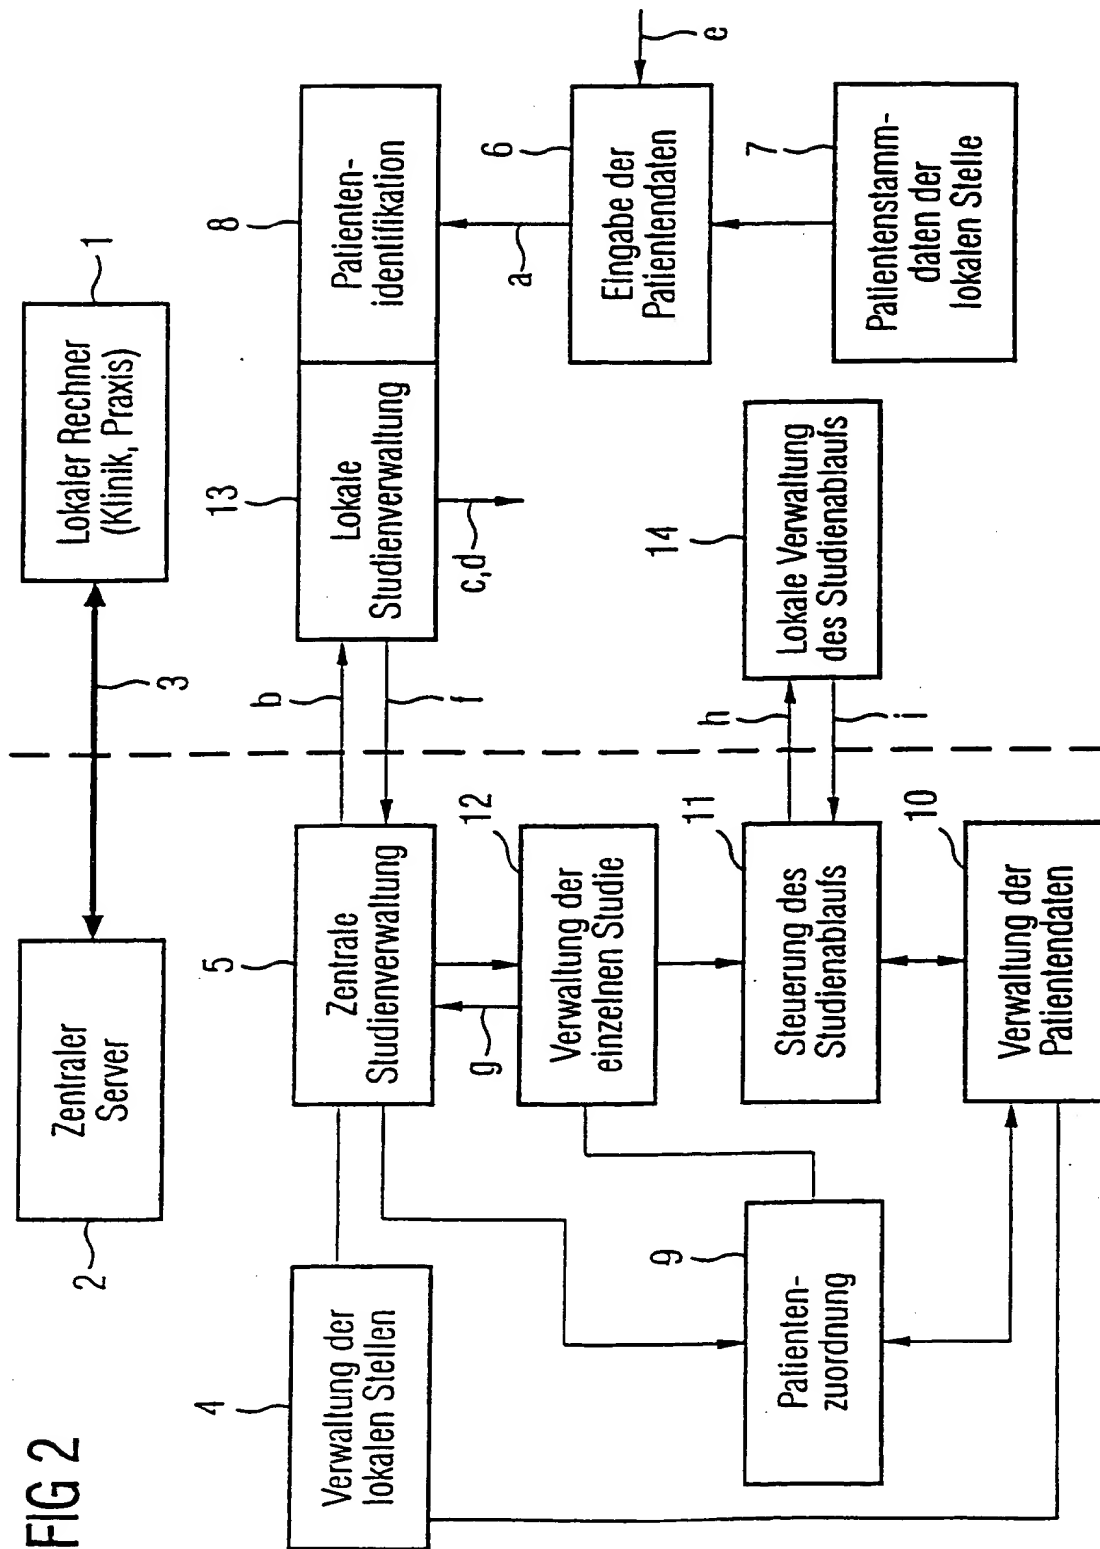 FIG 2
Zentraler
Server
2
3
Lokaler Rechner
(Klinik, Praxis)
1
Verwaltung der
lokalen Stellen
4
Zentrale
Studienverwaltung
5
b
f
Lokale
Studienverwaltung
13
Patienten-
identifikation
8
c,d
a
g
Verwaltung der
einzelnen Studie
12
Eingabe der
Patientendaten
6
e
Patienten-
zuordnung
9
Steuerung des
Studienablaufs
11
h
i
Lokale Verwaltung
des Studienablaufs
14
Patientenstamm-
daten der
lokalen Stelle
7
Verwaltung der
Patientendaten
10